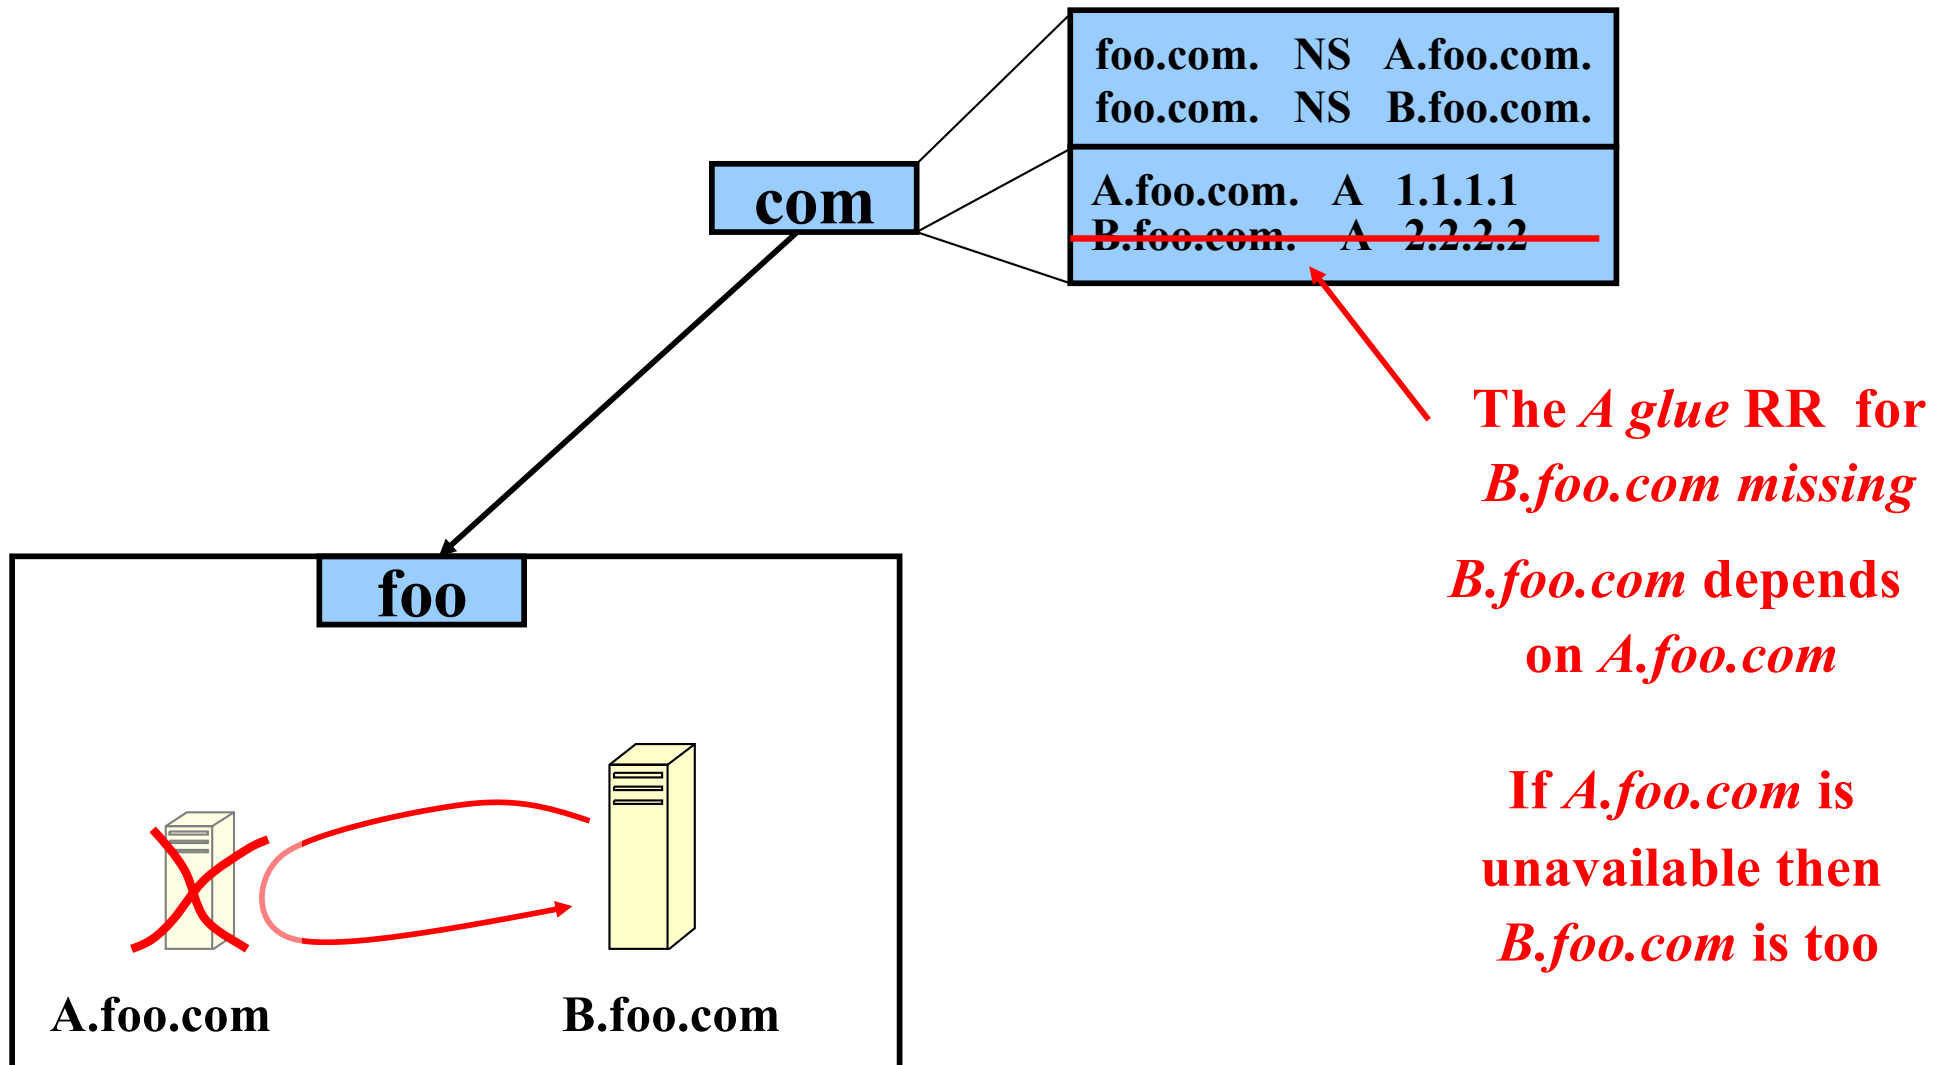 foo.com. NS A.foo.com.
foo.com. NS B.foo.com.
A.foo.com. A 1.1.1.1
B.foo.com. A 2.2.2.2
com
The A glue RR for
B.foo.com missing
B.foo.com depends
on A.foo.com
If A.foo.com is
unavailable then
B.foo.com is too
foo
A.foo.com
B.foo.com